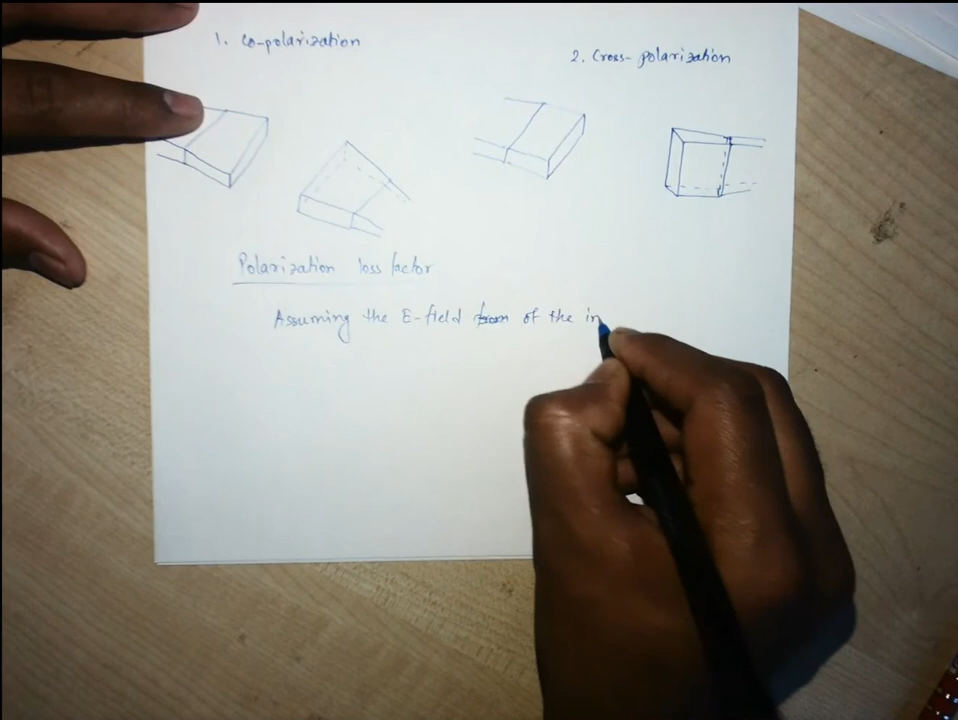 1. Co-polarization
2. Cross-polarization
Polarization loss factor
Assuming the E-field from of the in